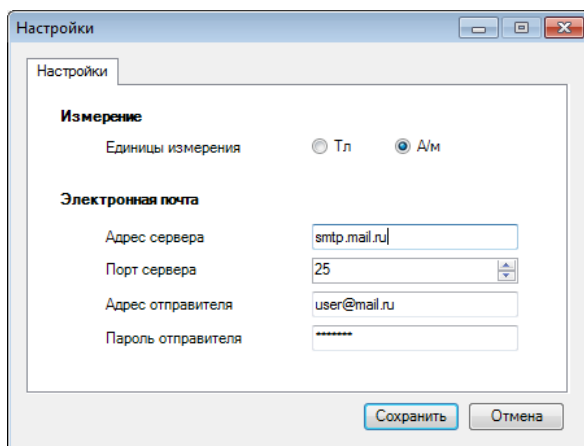 Настройки
Настройки
Измерение
Единицы измерения Тл А/м
Электронная почта
Адрес сервера smtp.mail.ru
Порт сервера 25
Адрес отправителя user@mail.ru
Пароль отправителя *******
Сохранить Отмена